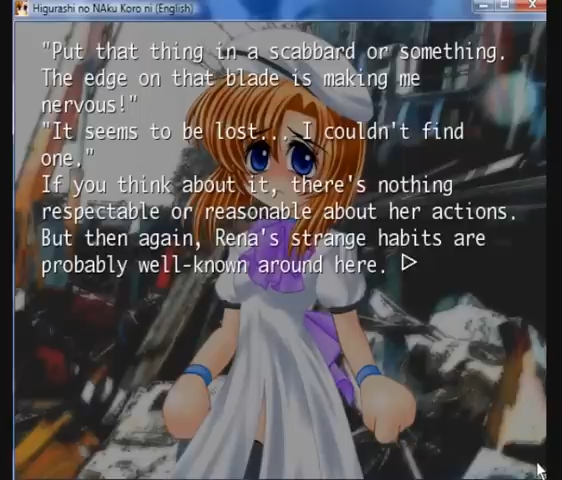 Higurashi no NAku Koro ni (English)
"Put that thing in a scabbard or something.
The edge on that blade is making me
nervous!"
"It seems to be lost... I couldn't find
one."
If you think about it, there's nothing
respectable or reasonable about her actions.
But then again, Rena's strange habits are
probably well-known around here.